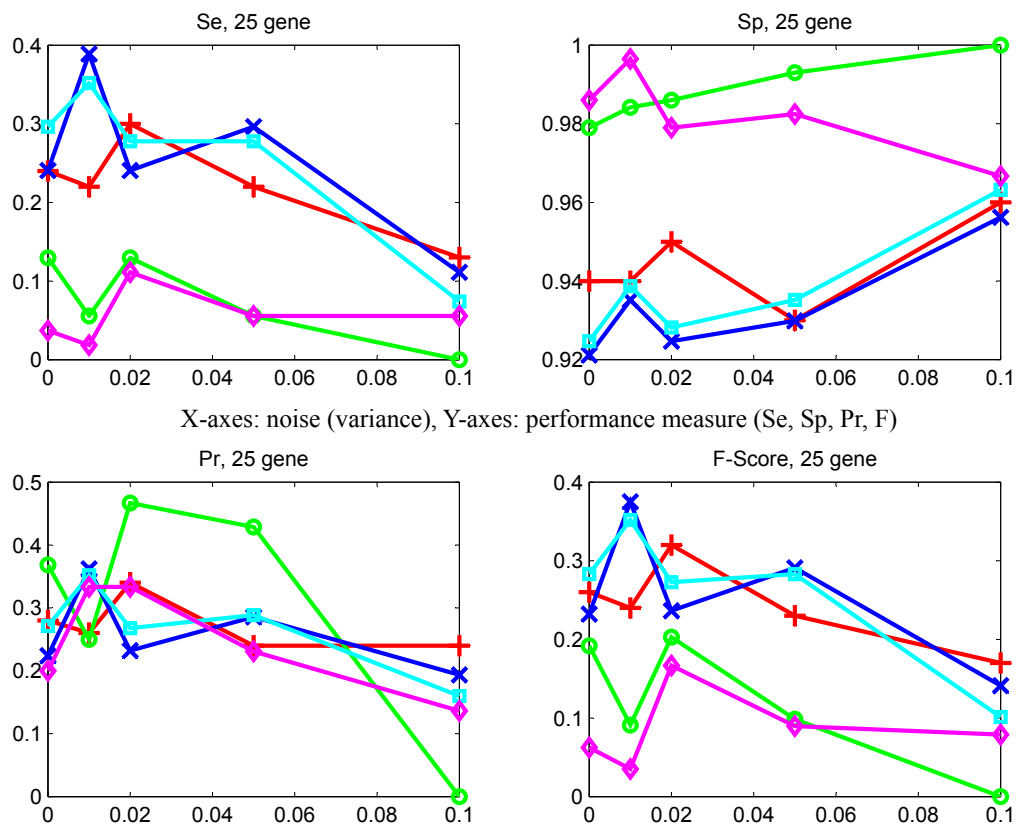 Se, 25 gene
0.4
0.3
0.2
0.1
0
0 0.02 0.04 0.06 0.08 0.1
Sp, 25 gene
1
0.98
0.96
0.94
0.92
0 0.02 0.04 0.06 0.08 0.1
X-axes: noise (variance), Y-axes: performance measure (Se, Sp, Pr, F)
Pr, 25 gene
0.5
0.4
0.3
0.2
0.1
0
0 0.02 0.04 0.06 0.08 0.1
F-Score, 25 gene
0.4
0.3
0.2
0.1
0
0 0.02 0.04 0.06 0.08 0.1